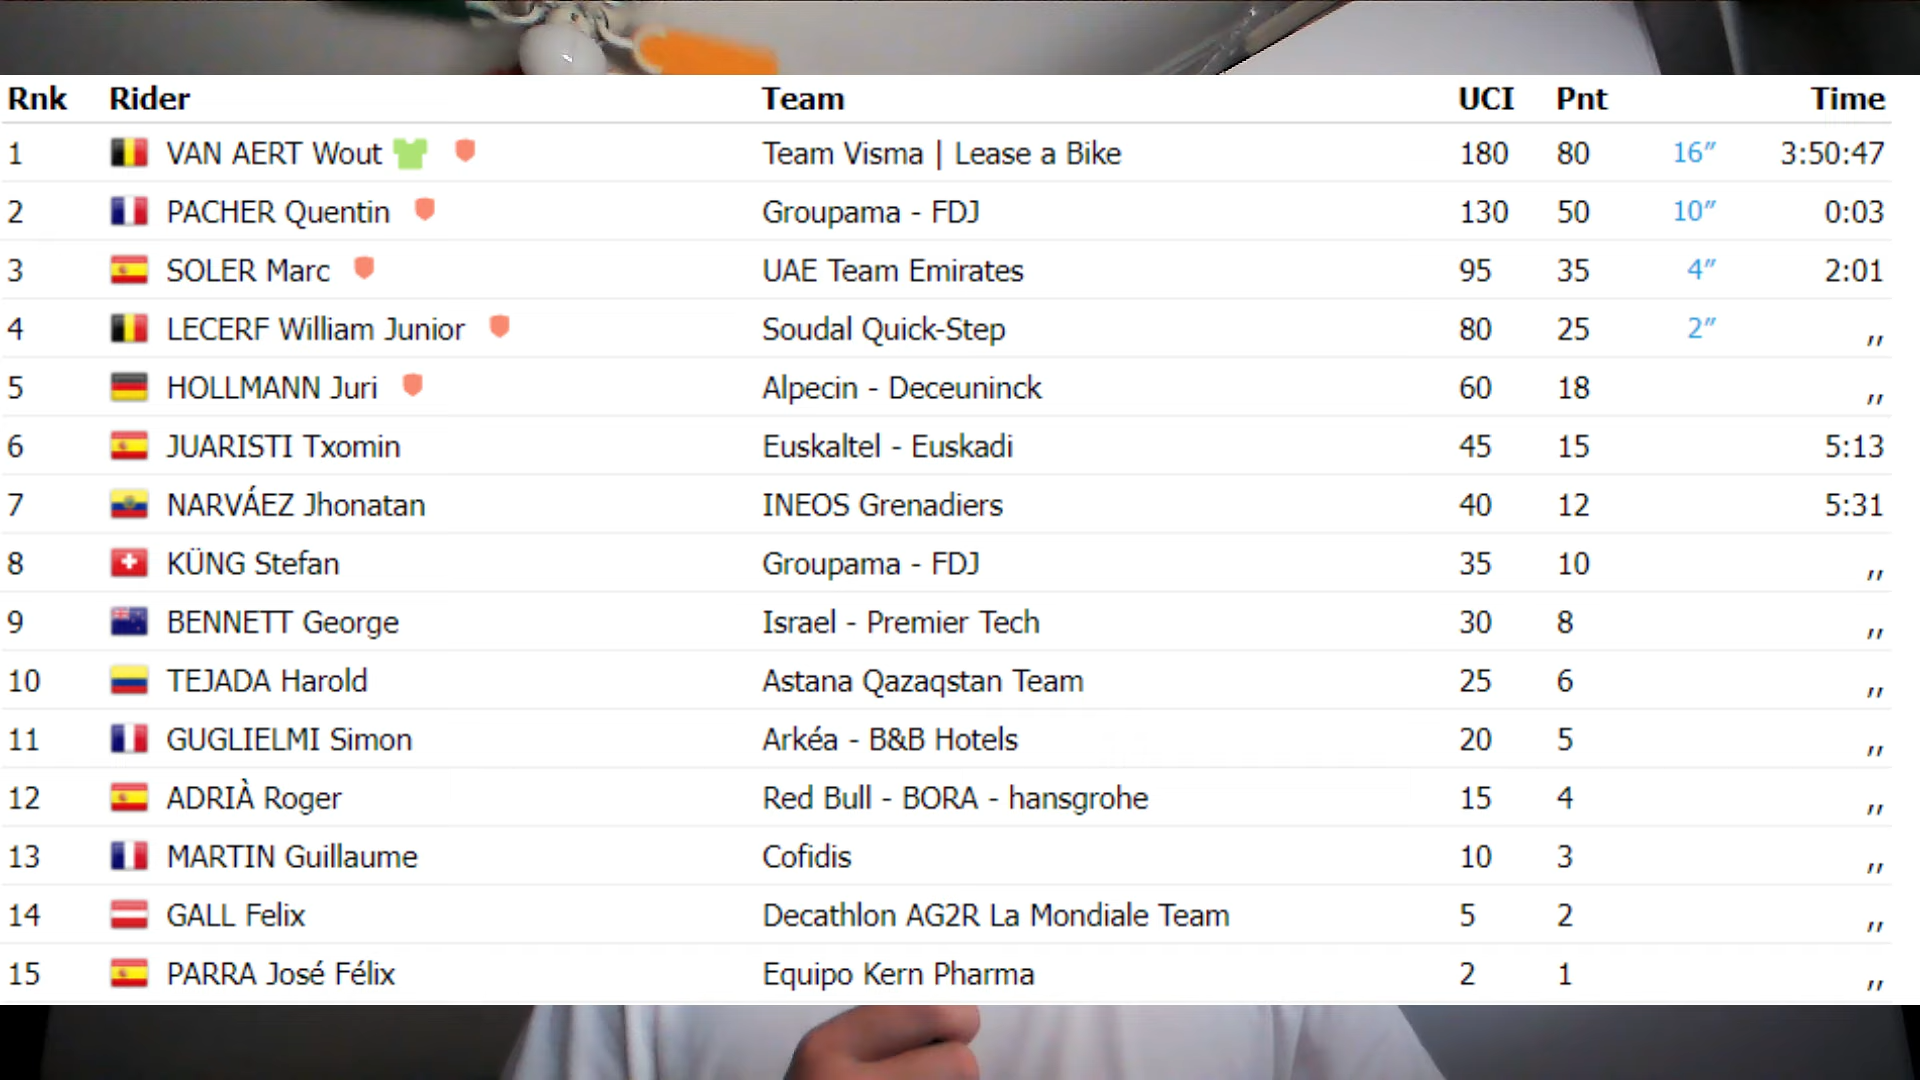 Rnk Rider Team UCI Pnt Time
1 VAN AERT Wout Team Visma | Lease a Bike 180 80 16″ 3:50:47
2 PACHER Quentin Groupama - FDJ 130 50 10″ 0:03
3 SOLER Marc UAE Team Emirates 95 35 4″ 2:01
4 LECERF William Junior Soudal Quick-Step 80 25 2″ ,,
5 HOLLMANN Juri Alpecin - Deceuninck 60 18 ,,
6 JUARISTI Txomin Euskaltel - Euskadi 45 15 5:13
7 NARVÁEZ Jhonatan INEOS Grenadiers 40 12 5:31
8 KÜNG Stefan Groupama - FDJ 35 10 ,,
9 BENNETT George Israel - Premier Tech 30 8 ,,
10 TEJADA Harold Astana Qazaqstan Team 25 6 ,,
11 GUGLIELMI Simon Arkéa - B&B Hotels 20 5 ,,
12 ADRIÀ Roger Red Bull - BORA - hansgrohe 15 4 ,,
13 MARTIN Guillaume Cofidis 10 3 ,,
14 GALL Felix Decathlon AG2R La Mondiale Team 5 2 ,,
15 PARRA José Félix Equipo Kern Pharma 2 1 ,,